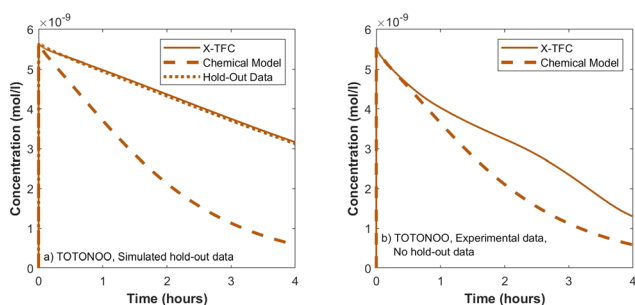 ×10⁻⁹
6
5
4
3
2
1
0
Concentration (mol/l)
X-TFC
Chemical Model
Hold-Out Data
a) TOTONOO, Simulated hold-out data
0 1 2 3 4
Time (hours)
×10⁻⁹
6
5
4
3
2
1
0
Concentration (mol/l)
X-TFC
Chemical Model
b) TOTONOO, Experimental data,
No hold-out data
0 1 2 3 4
Time (hours)